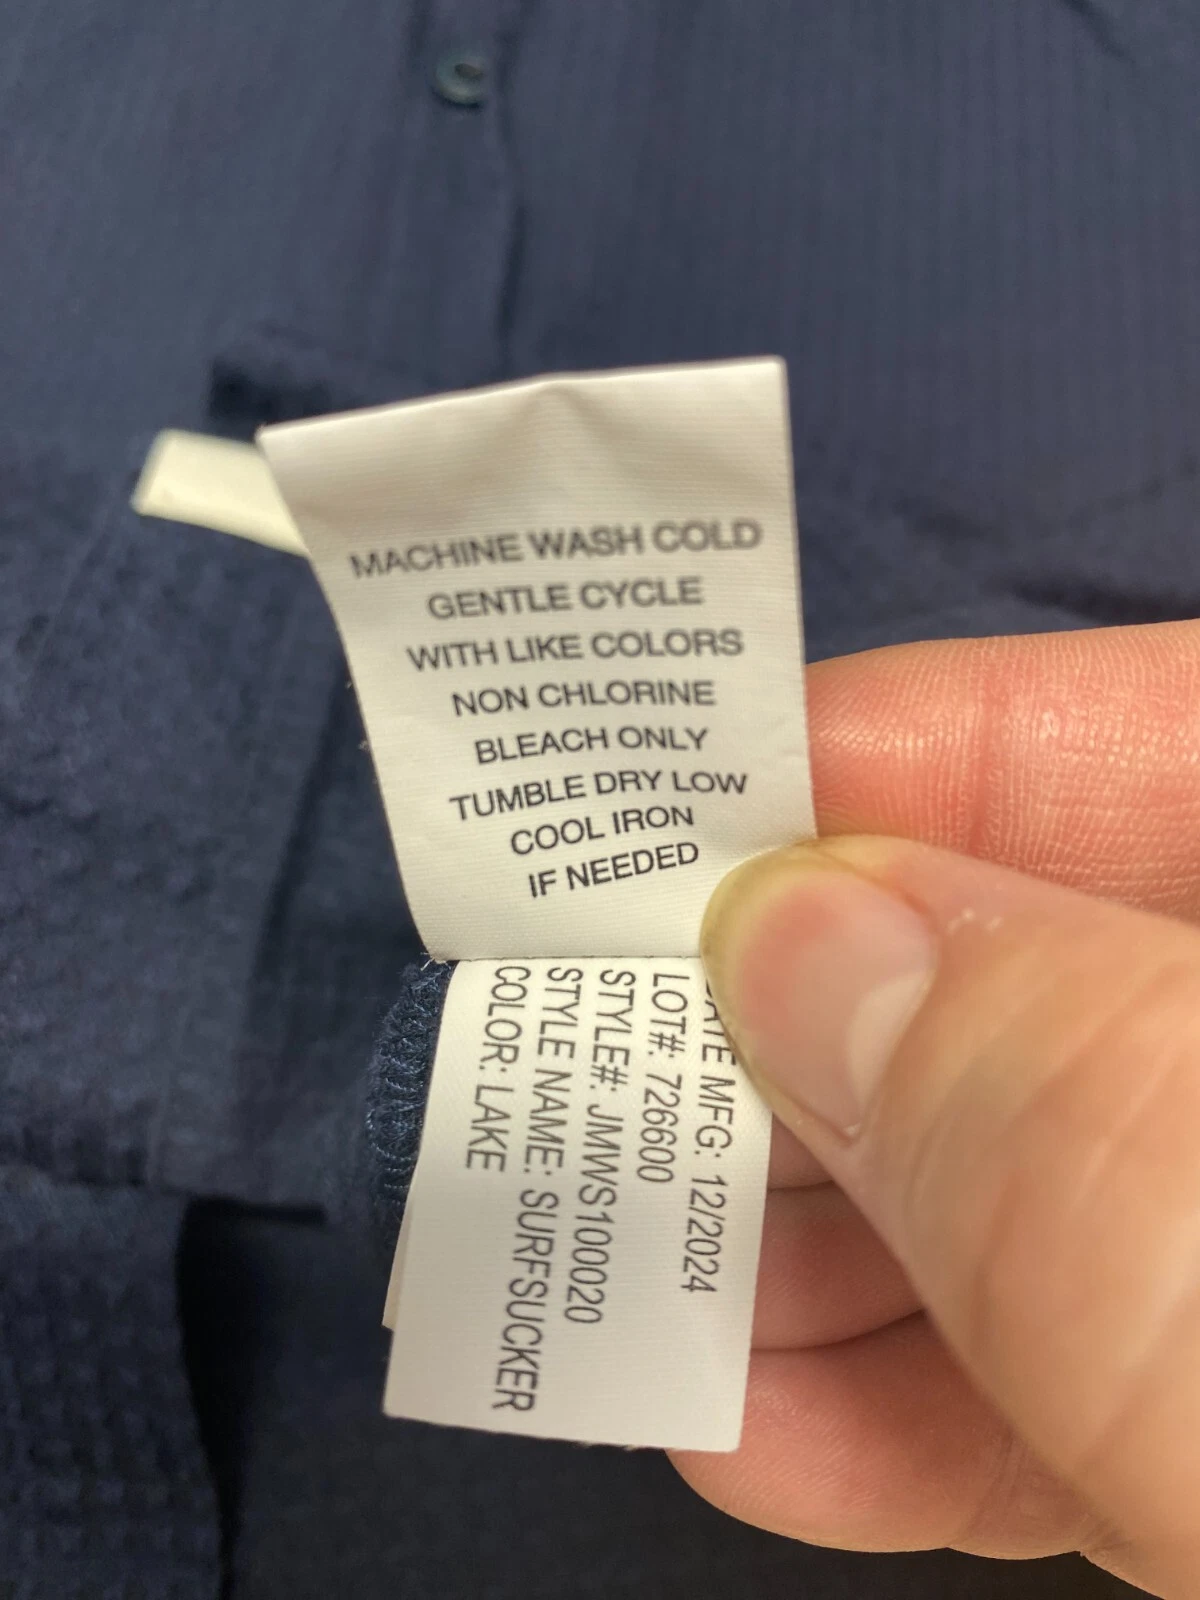 MACHINE WASH COLD
GENTLE CYCLE
WITH LIKE COLORS
NON CHLORINE
BLEACH ONLY
TUMBLE DRY LOW
COOL IRON
IF NEEDED
DATE MFG: 12/2024
LOT#: 726600
STYLE#: JMWS100020
STYLE NAME: SURFSUCKER
COLOR: LAKE